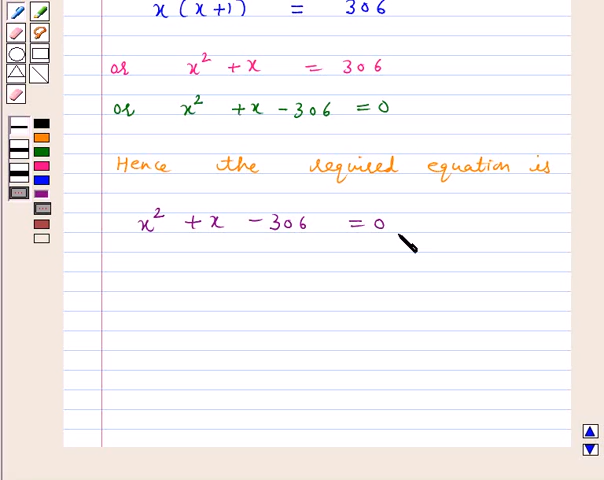 x(x+1) = 306
or x² + x = 306
or x² + x - 306 = 0
Hence the required equation is
x² + x - 306 = 0